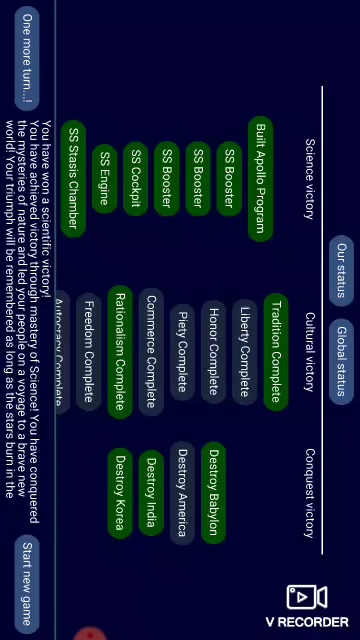 Our status
Global status
Science victory
Cultural victory
Conquest victory
Built Apollo Program
Tradition Complete
Destroy Babylon
SS Booster
Liberty Complete
Destroy America
SS Booster
Honor Complete
Destroy India
SS Booster
Piety Complete
Destroy Korea
SS Cockpit
Commerce Complete
SS Engine
Rationalism Complete
SS Stasis Chamber
Freedom Complete
Autocracy Complete
You have won a scientific victory!
You have achieved victory through mastery of Science! You have conquered
the mysteries of nature and led your people on a voyage to a brave new
world! Your triumph will be remembered as long as the stars burn in the
One more turn...!
Start new game
V RECORDER